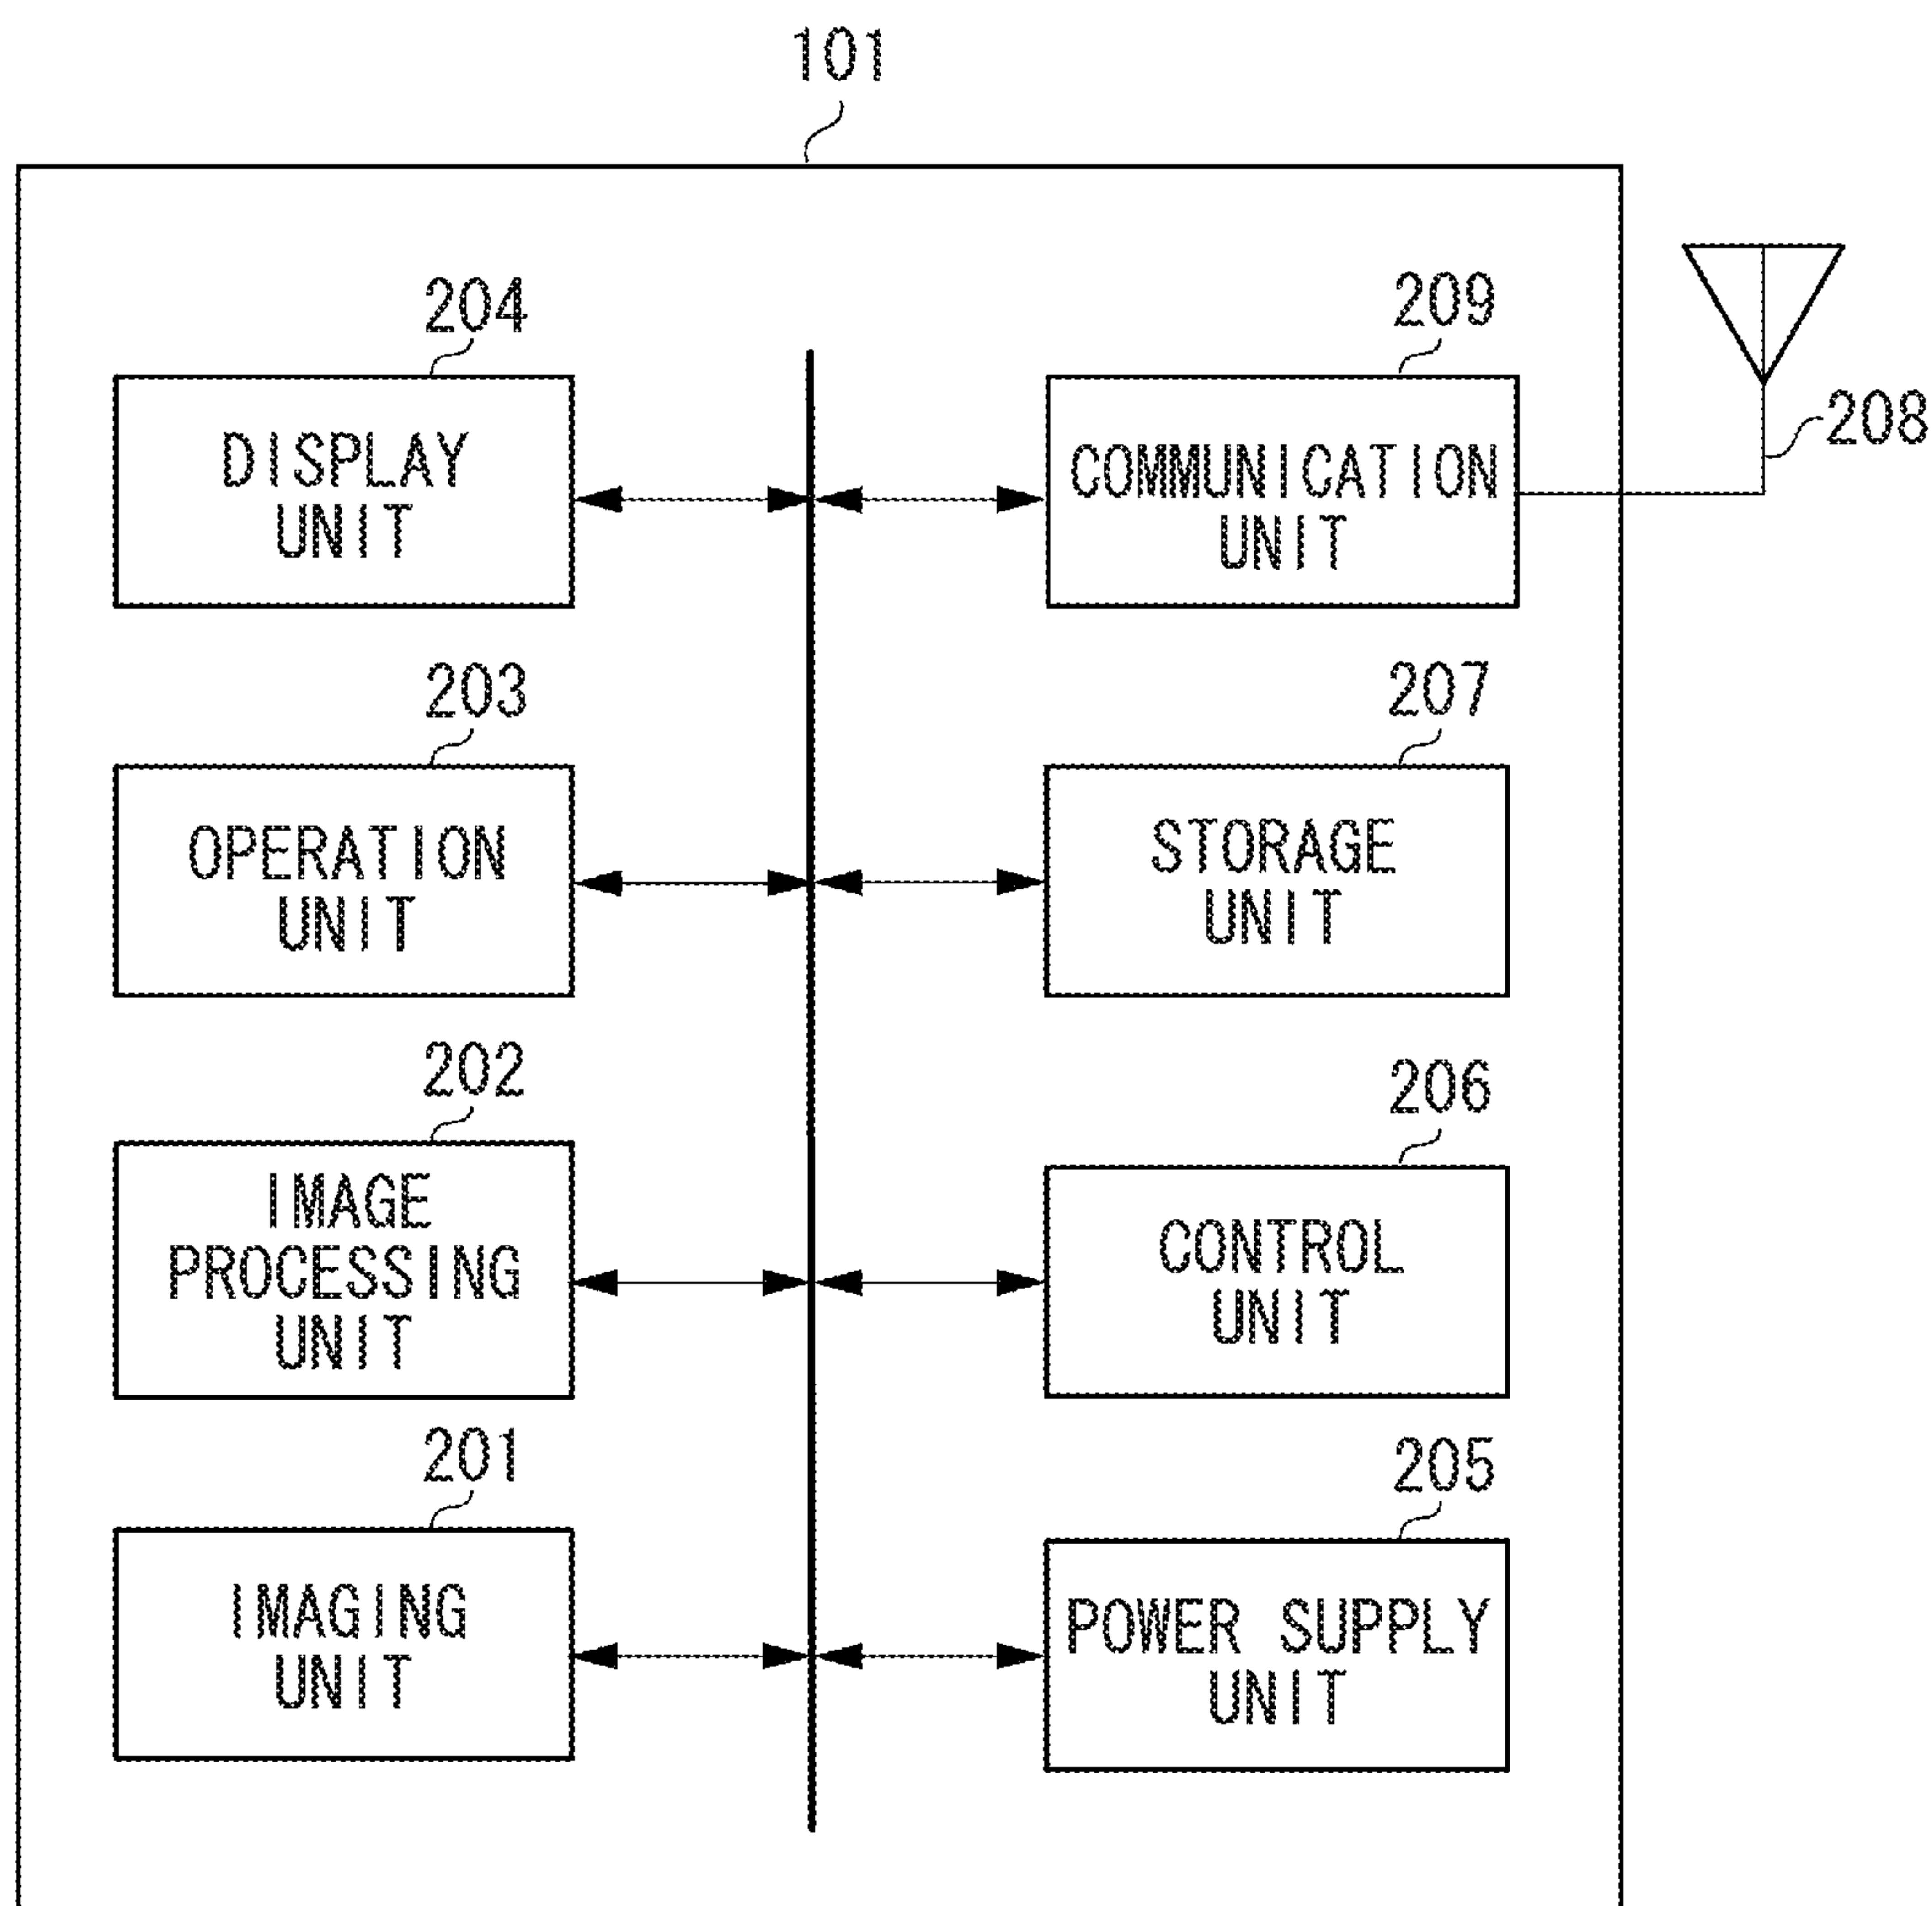 101
204
DISPLAY
UNIT
209
COMMUNICATION
UNIT
208
203
OPERATION
UNIT
207
STORAGE
UNIT
202
IMAGE
PROCESSING
UNIT
206
CONTROL
UNIT
201
IMAGING
UNIT
205
POWER SUPPLY
UNIT